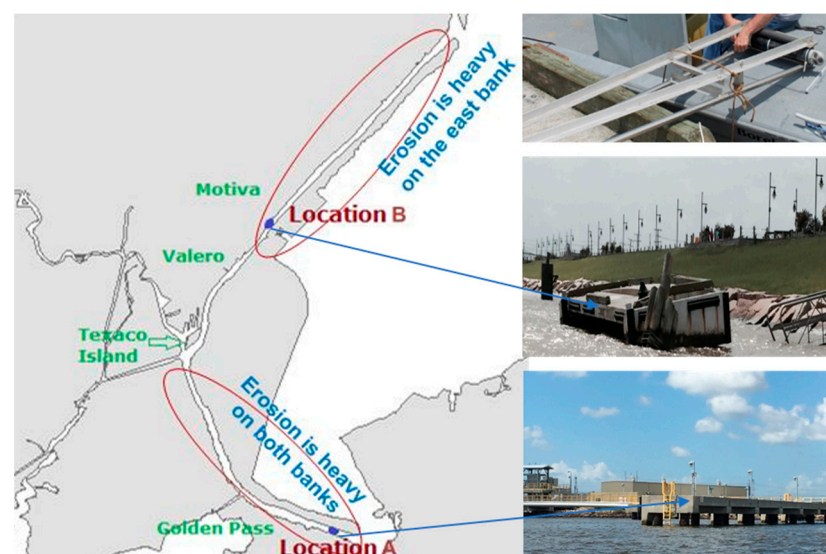 Erosion is heavy
on the east bank
Motiva
Location B
Valero
Texaco
Island
Erosion is heavy
on both banks
Golden Pass
Location A